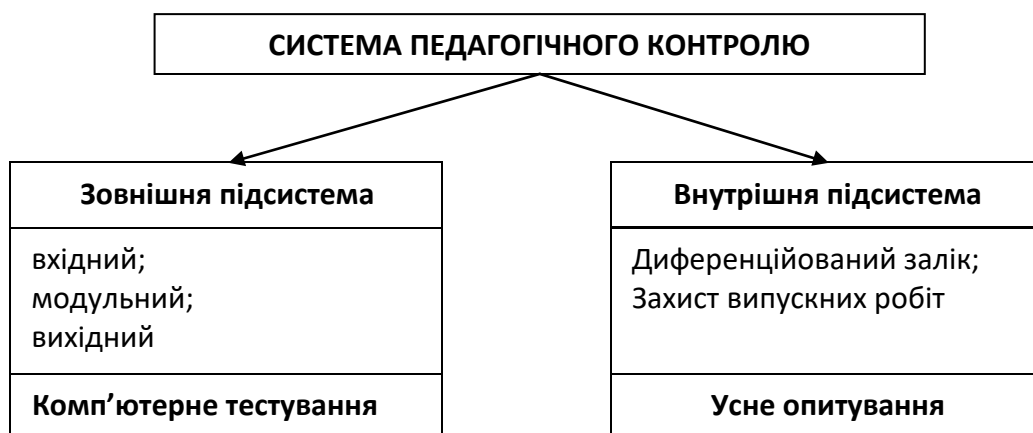 СИСТЕМА ПЕДАГОГІЧНОГО КОНТРОЛЮ
Зовнішня підсистема
вхідний;
модульний;
вихідний
Комп’ютерне тестування
Внутрішня підсистема
Диференційований залік;
Захист випускних робіт
Усне опитування